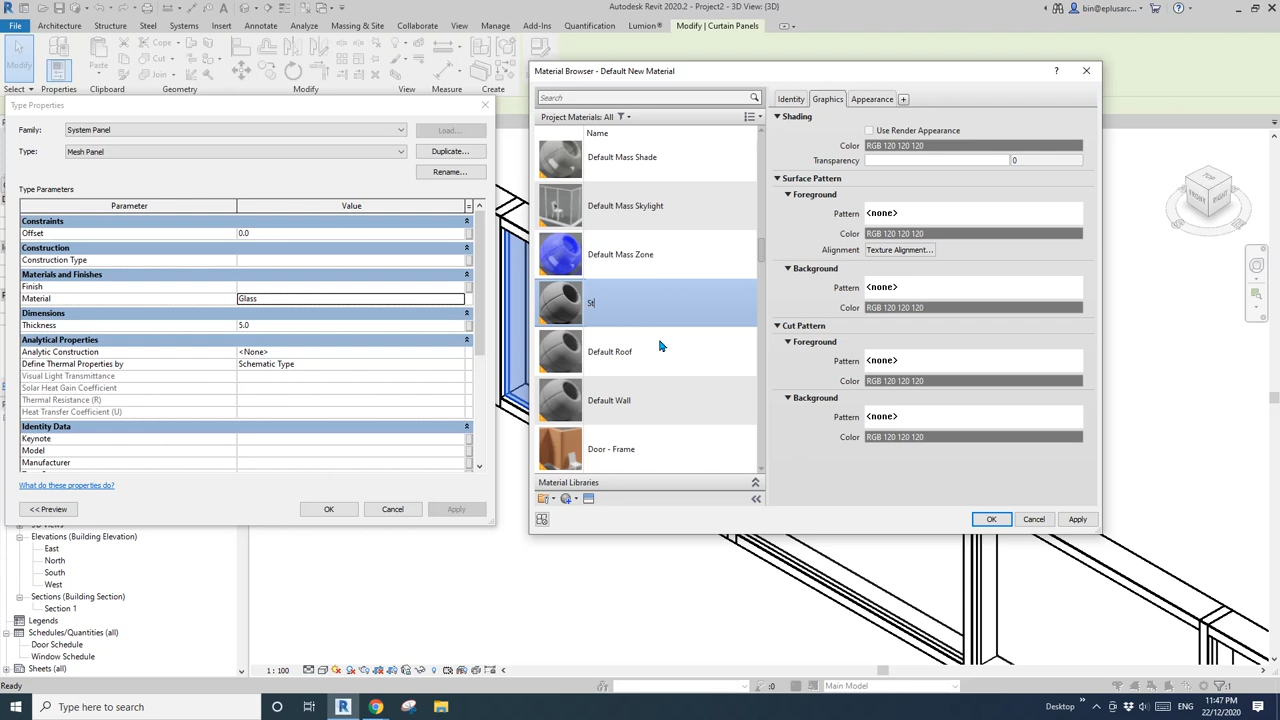 Autodesk Revit 2020.2 - Project2 - 3D View: {3D}
bin@eplusarc...
File Architecture Structure Steel Systems Insert Annotate Analyze Massing & Site Collaborate View Manage Add-Ins Quantification Lumion® Modify | Curtain Panels
Modify
Paste
Cope
Cut
Join
Select Properties Clipboard Geometry Modify View Measure Create
Type Properties
Family: System Panel Load...
Type: Mesh Panel Duplicate...
Rename...
Type Parameters
Parameter Value =
Constraints
Offset 0.0
Construction
Construction Type
Materials and Finishes
Finish
Material Glass
Dimensions
Thickness 5.0
Analytical Properties
Analytic Construction <None>
Define Thermal Properties by Schematic Type
Visual Light Transmittance
Solar Heat Gain Coefficient
Thermal Resistance (R)
Heat Transfer Coefficient (U)
Identity Data
Keynote
Model
Manufacturer
What do these properties do?
<< Preview OK Cancel Apply
Elevations (Building Elevation)
East
North
South
West
Sections (Building Section)
Section 1
Legends
Schedules/Quantities (all)
Door Schedule
Window Schedule
Sheets (all)
Material Browser - Default New Material
Search
Project Materials: All
Name
Default Mass Shade
Default Mass Skylight
Default Mass Zone
St
Default Roof
Default Wall
Door - Frame
Material Libraries
Identity Graphics Appearance
Shading
Use Render Appearance
Color RGB 120 120 120
Transparency 0
Surface Pattern
Foreground
Pattern <none>
Color RGB 120 120 120
Alignment Texture Alignment...
Background
Pattern <none>
Color RGB 120 120 120
Cut Pattern
Foreground
Pattern <none>
Color RGB 120 120 120
Background
Pattern <none>
Color RGB 120 120 120
OK Cancel Apply
TOP
FRONT
RIGHT
1 : 100
Ready
:0
Main Model
:1
Type here to search
Desktop
ENG
11:47 PM
22/12/2020